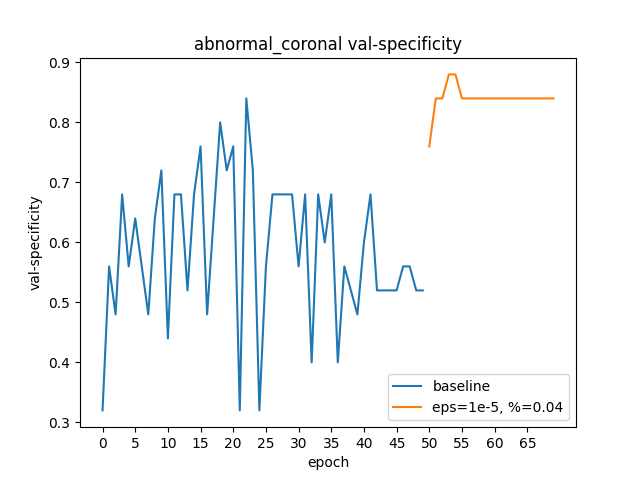 abnormal_coronal val-specificity
val-specificity
0.9
0.8
0.7
0.6
0.5
0.4
0.3
0 5 10 15 20 25 30 35 40 45 50 55 60 65
epoch
baseline
eps=1e-5, %=0.04